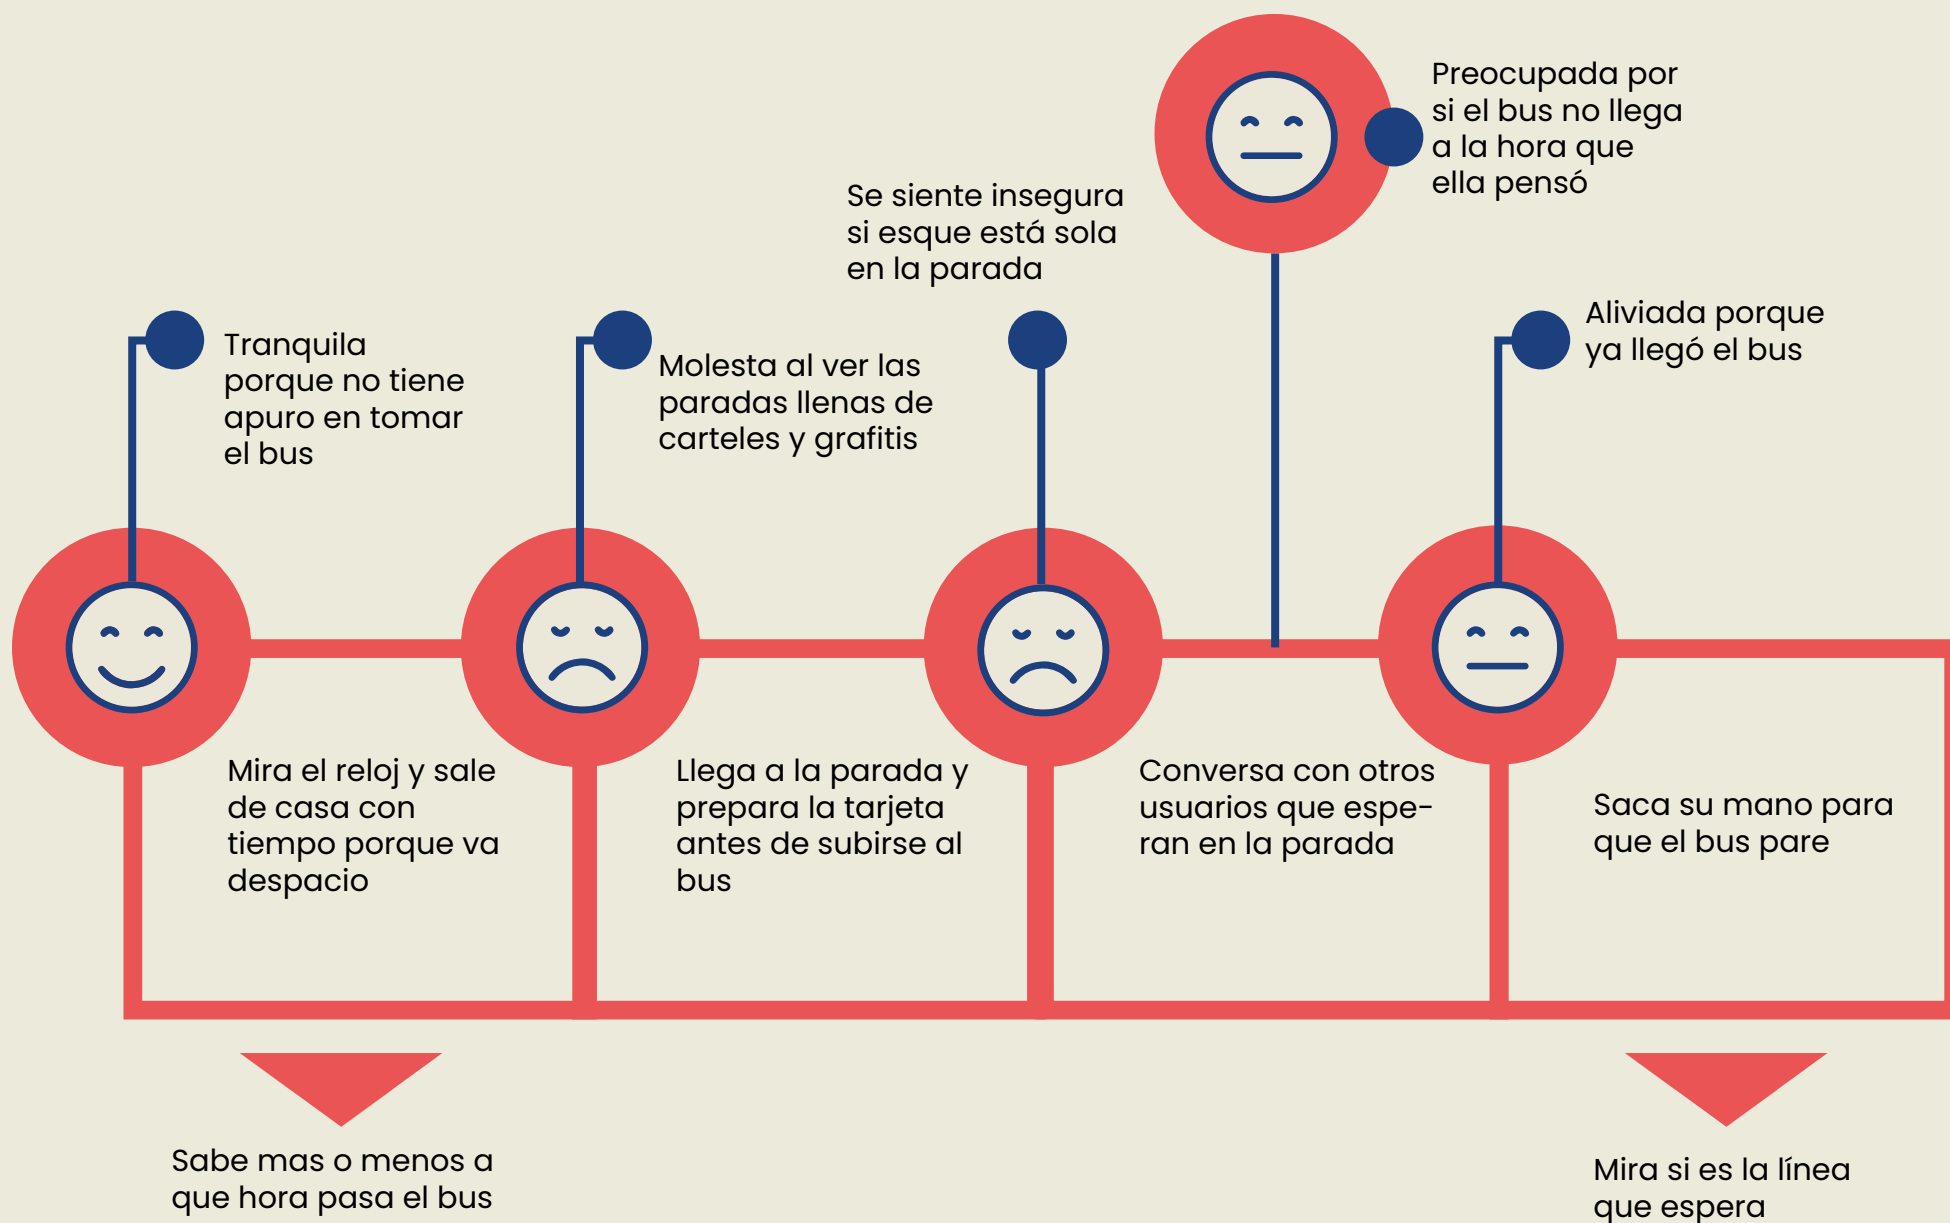 Preocupada por
si el bus no llega
a la hora que
ella pensó
Se siente insegura
si esque está sola
en la parada
Tranquila
porque no tiene
apuro en tomar
el bus
Molesta al ver las
paradas llenas de
carteles y grafitis
Aliviada porque
ya llegó el bus
Mira el reloj y sale
de casa con
tiempo porque va
despacio
Llega a la parada y
prepara la tarjeta
antes de subirse al
bus
Conversa con otros
usuarios que espe-
ran en la parada
Saca su mano para
que el bus pare
Sabe mas o menos a
que hora pasa el bus
Mira si es la línea
que espera